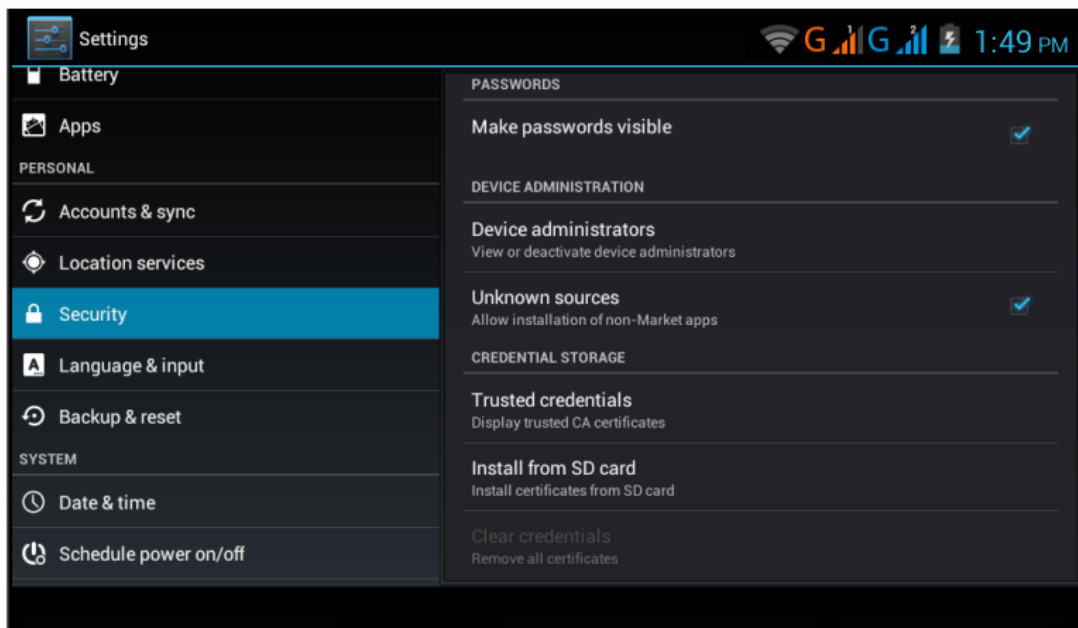 Settings
G 1 G 2 1:49 PM
Battery
Apps
PERSONAL
Accounts & sync
Location services
Security
Language & input
Backup & reset
SYSTEM
Date & time
Schedule power on/off
PASSWORDS
Make passwords visible
DEVICE ADMINISTRATION
Device administrators
View or deactivate device administrators
Unknown sources
Allow installation of non-Market apps
CREDENTIAL STORAGE
Trusted credentials
Display trusted CA certificates
Install from SD card
Install certificates from SD card
Clear credentials
Remove all certificates